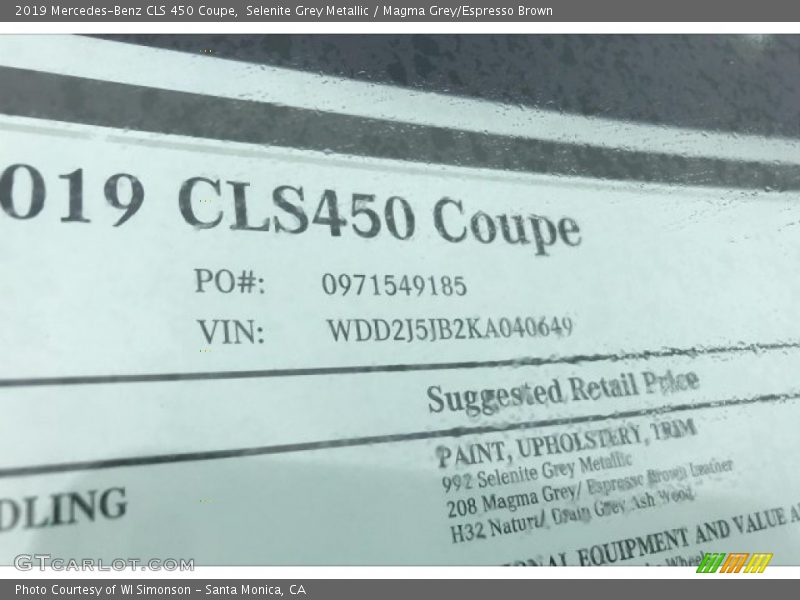 2019 Mercedes-Benz CLS 450 Coupe, Selenite Grey Metallic / Magma Grey/Espresso Brown
019 CLS450 Coupe
PO#: 0971549185
VIN: WDD2J5JB2KA040649
Suggested Retail Price
PAINT, UPHOLSTERY, TRIM
992 Selenite Grey Metallic
208 Magma Grey/ Espresso Brown Leather
DLING
H32 Natural Grain Grey Ash Wood
NAL EQUIPMENT AND VALUE A
Wheel
GTCARLOT.COM
Photo Courtesy of WI Simonson - Santa Monica, CA